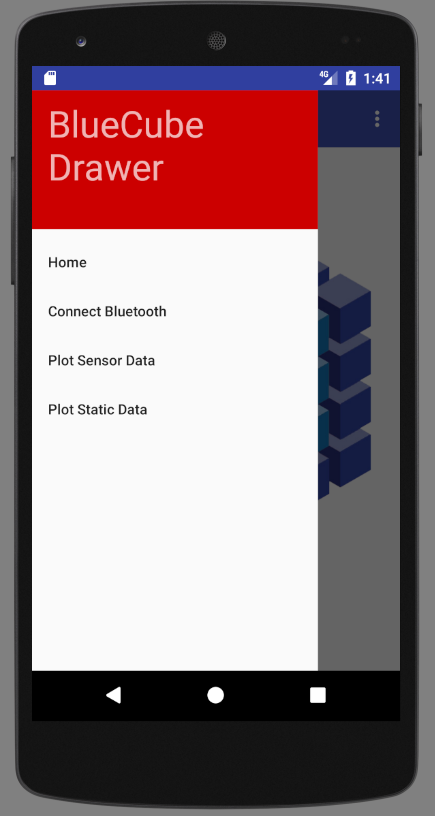 4G
1:41
BlueCube
Drawer
Home
Connect Bluetooth
Plot Sensor Data
Plot Static Data